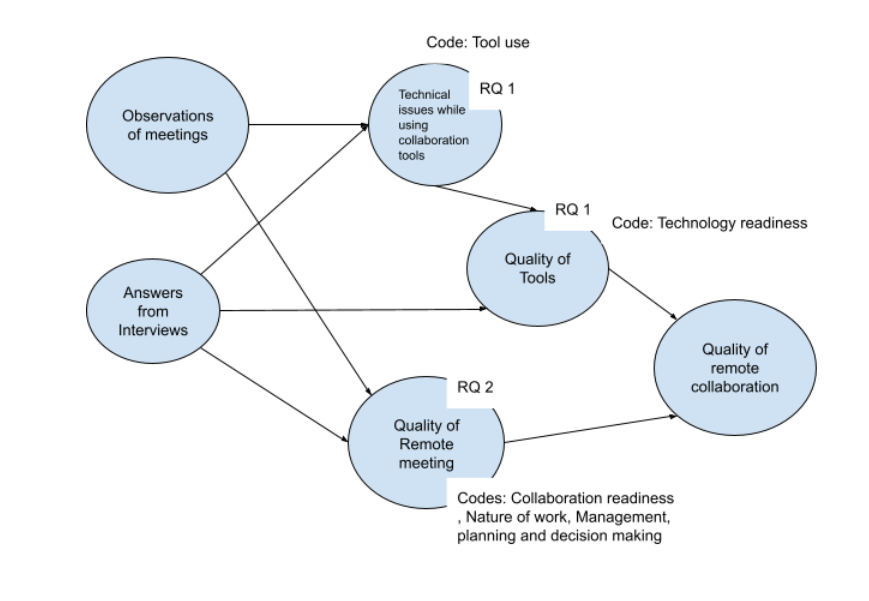 Code: Tool use
RQ 1
Technical
issues while
using
collaboration
tools
Observations
of meetings
RQ 1
Code: Technology readiness
Quality of
Tools
Answers
from
Interviews
Quality of
remote
collaboration
RQ 2
Quality of
Remote
meeting
Codes: Collaboration readiness
, Nature of work, Management,
planning and decision making